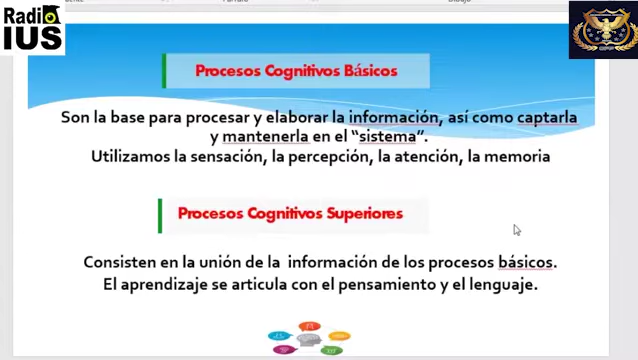 Radio
IUS
Procesos Cognitivos Básicos
Son la base para procesar y elaborar la información, así como captarla
y mantenerla en el “sistema”.
Utilizamos la sensación, la percepción, la atención, la memoria
Procesos Cognitivos Superiores
Consisten en la unión de la información de los procesos básicos.
El aprendizaje se articula con el pensamiento y el lenguaje.